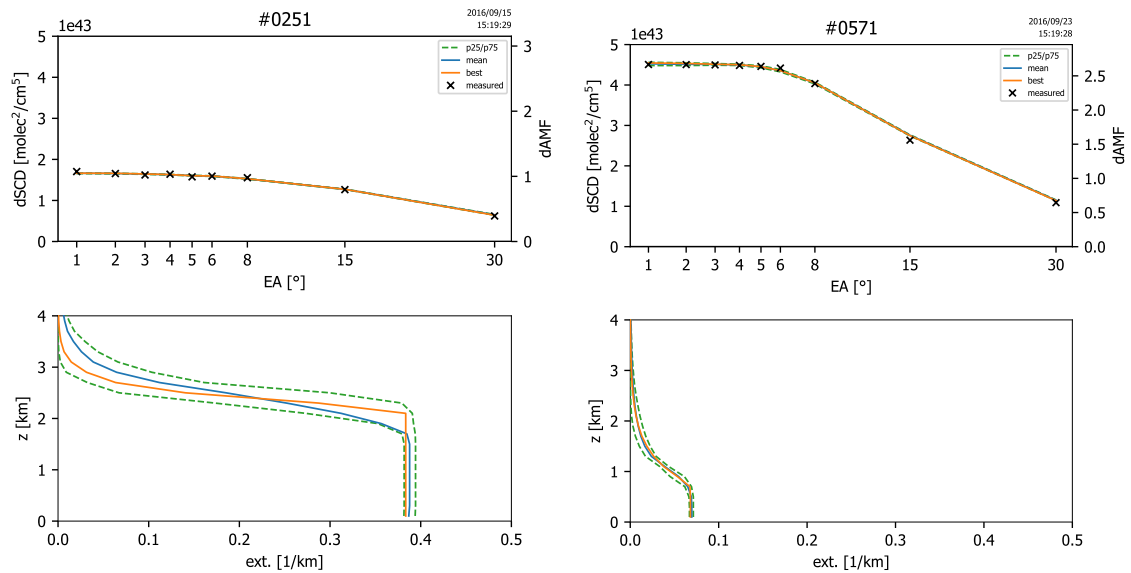 #0251
2016/09/15
15:19:29
1e43
5
4
3
2
1
0
dSCD [molec²/cm⁵]
p25/p75
mean
best
measured
3
2
1
0
dAMF
1 2 3 4 5 6 8 15 30
EA [°]
#0571
2016/09/23
15:19:28
1e43
5
4
3
2
1
0
dSCD [molec²/cm⁵]
p25/p75
mean
best
measured
2.5
2.0
1.5
1.0
0.5
0.0
dAMF
1 2 3 4 5 6 8 15 30
EA [°]
4
3
2
1
0
z [km]
0.0 0.1 0.2 0.3 0.4 0.5
ext. [1/km]
4
3
2
1
0
z [km]
0.0 0.1 0.2 0.3 0.4 0.5
ext. [1/km]